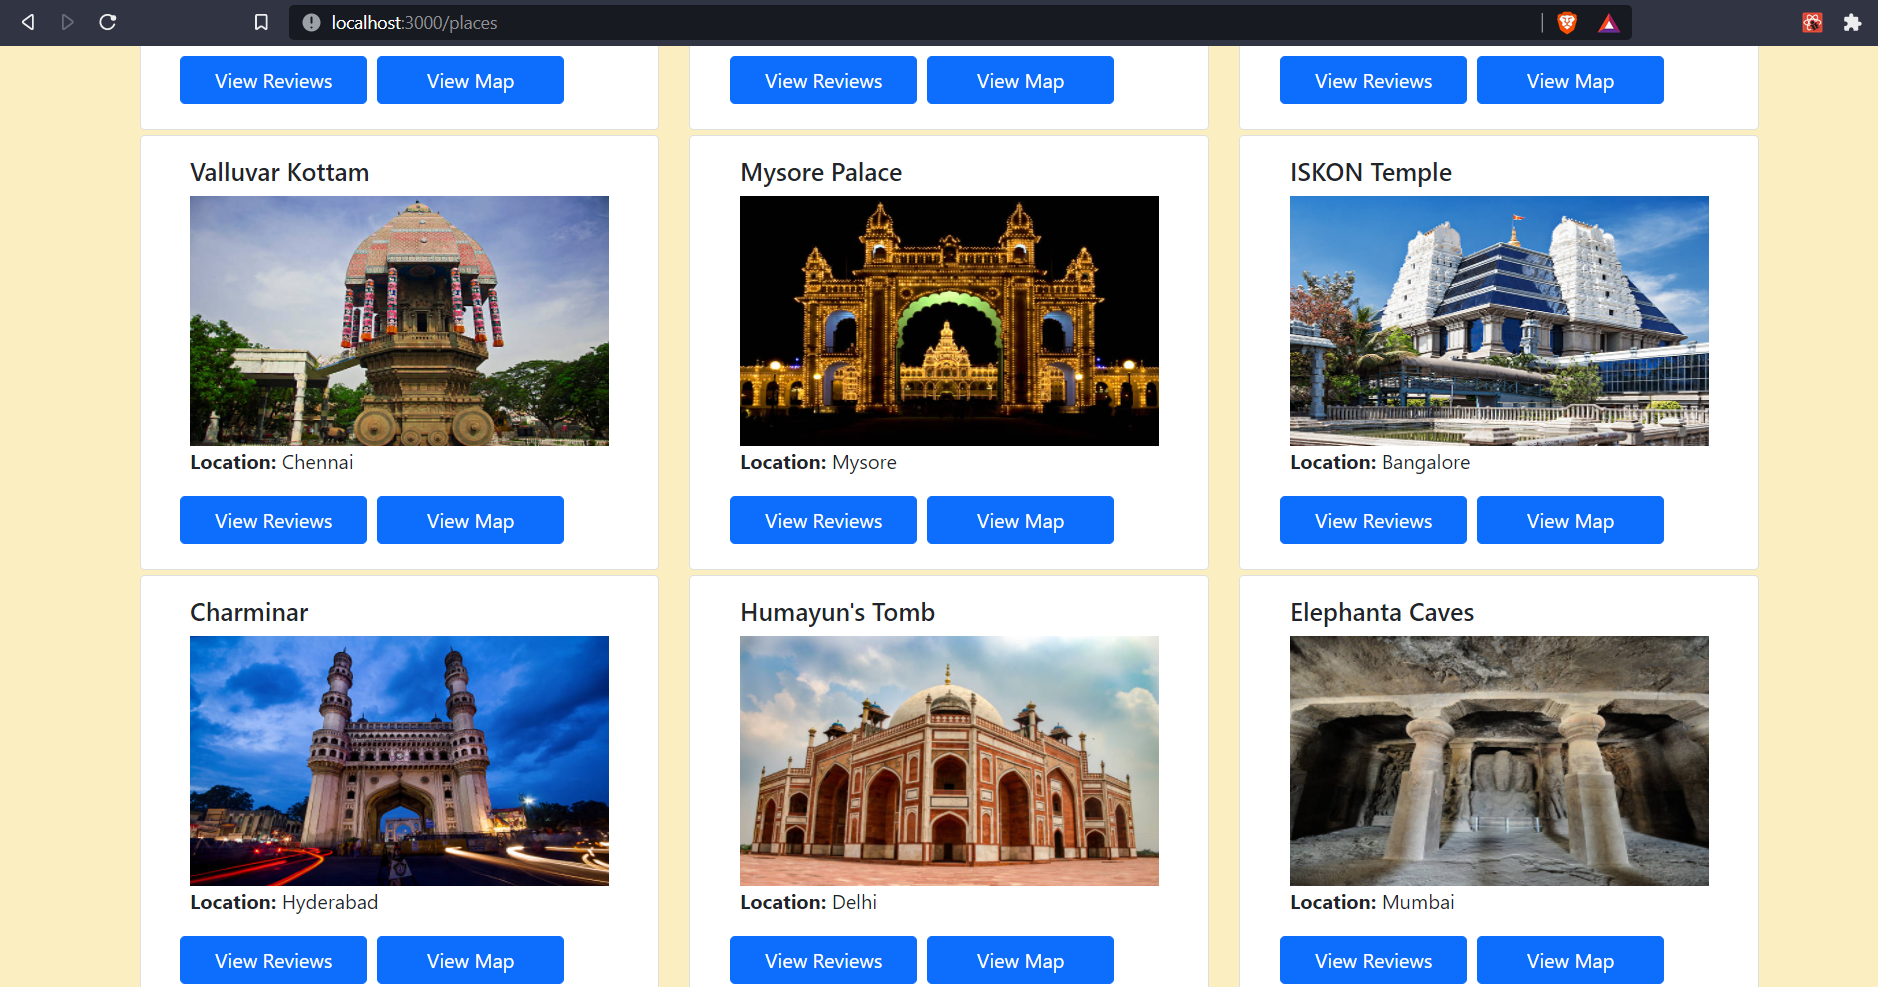 localhost:3000/places
View Reviews View Map View Reviews View Map View Reviews View Map
Valluvar Kottam
Location: Chennai
View Reviews View Map
Mysore Palace
Location: Mysore
View Reviews View Map
ISKON Temple
Location: Bangalore
View Reviews View Map
Charminar
Location: Hyderabad
View Reviews View Map
Humayun's Tomb
Location: Delhi
View Reviews View Map
Elephanta Caves
Location: Mumbai
View Reviews View Map